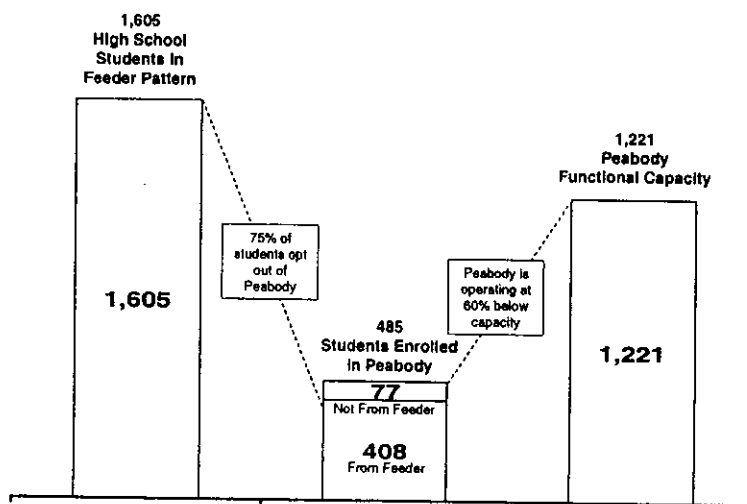 1,605
High School
Students in
Feeder Pattern
1,605
75% of
students opt
out of
Peabody
485
Students Enrolled
in Peabody
77
Not From Feeder
408
From Feeder
Peabody is
operating at
60% below
capacity
1,221
Peabody
Functional Capacity
1,221